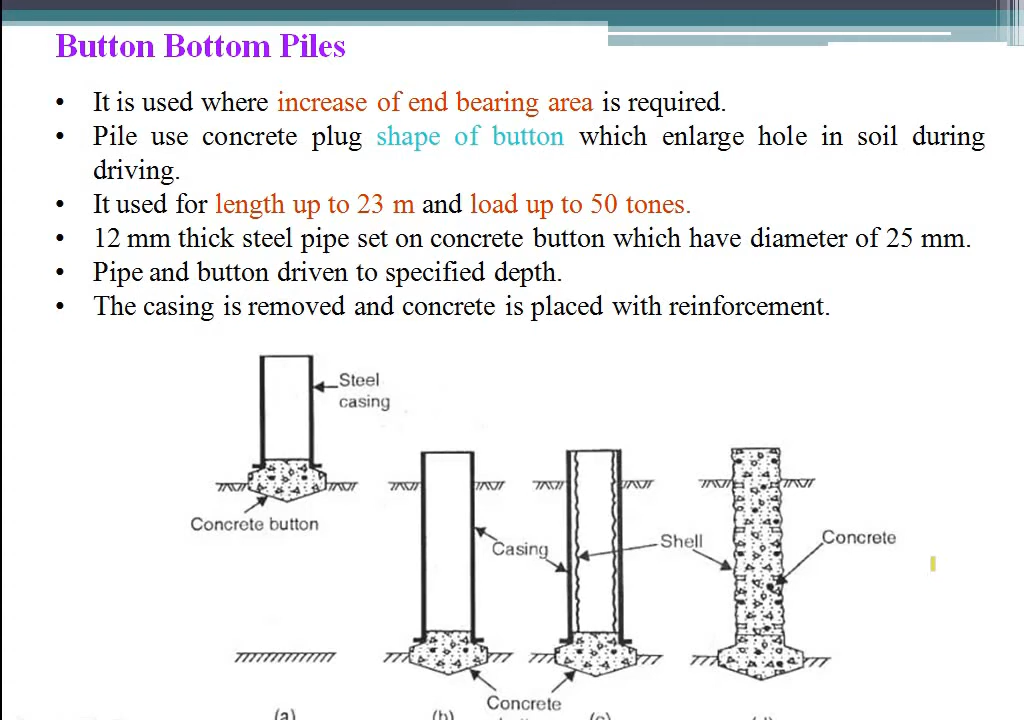 Button Bottom Piles
• It is used where increase of end bearing area is required.
• Pile use concrete plug shape of button which enlarge hole in soil during
driving.
• It used for length up to 23 m and load up to 50 tones.
• 12 mm thick steel pipe set on concrete button which have diameter of 25 mm.
• Pipe and button driven to specified depth.
• The casing is removed and concrete is placed with reinforcement.
Steel
casing
Concrete button
Casing
Shell
Concrete
Concrete
(a)
(b)
(c)
(d)